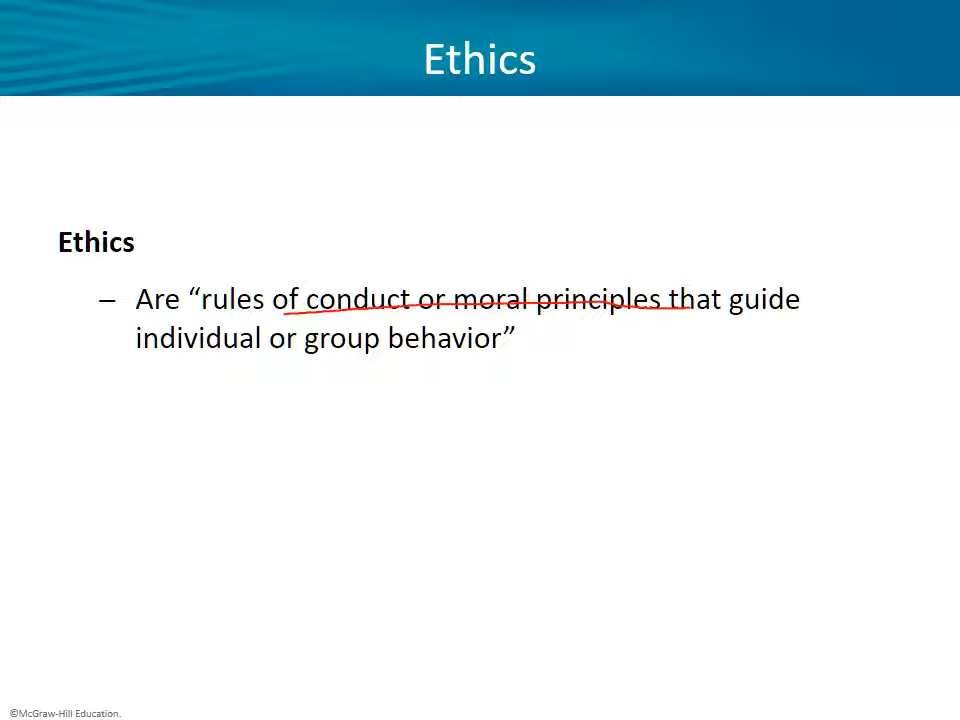 Ethics
Ethics
– Are “rules of conduct or moral principles that guide
individual or group behavior”
©McGraw-Hill Education.